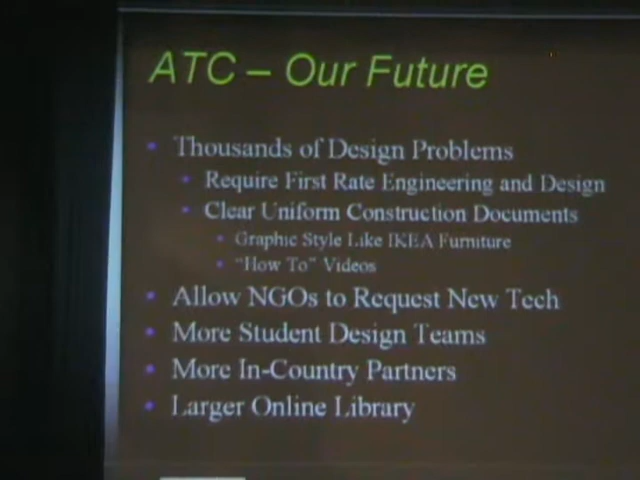 ATC – Our Future
• Thousands of Design Problems
• Require First Rate Engineering and Design
• Clear Uniform Construction Documents
• Graphic Style Like IKEA Furniture
• "How To" Videos
• Allow NGOs to Request New Tech
• More Student Design Teams
• More In-Country Partners
• Larger Online Library